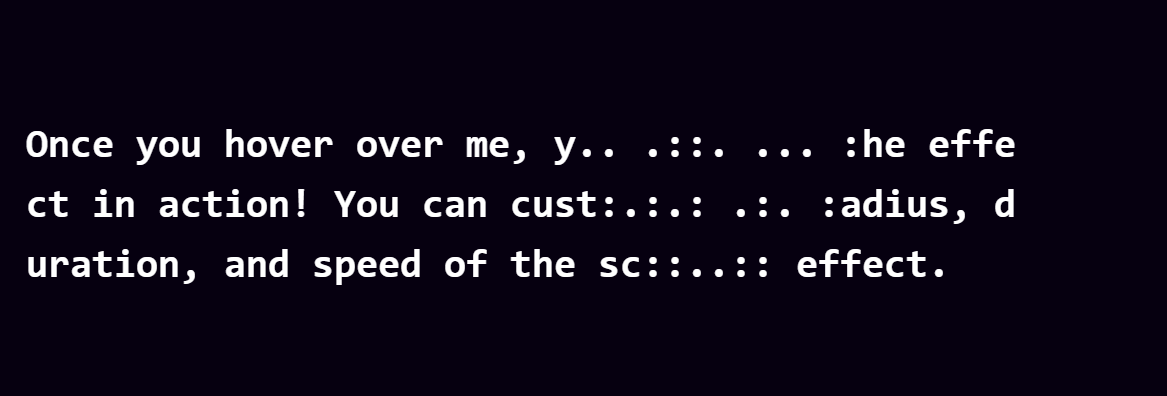 Once you hover over me, y.. .::. ... :he effe
ct in action! You can cust:.:.: .:. :adius, d
uration, and speed of the sc::..:: effect.